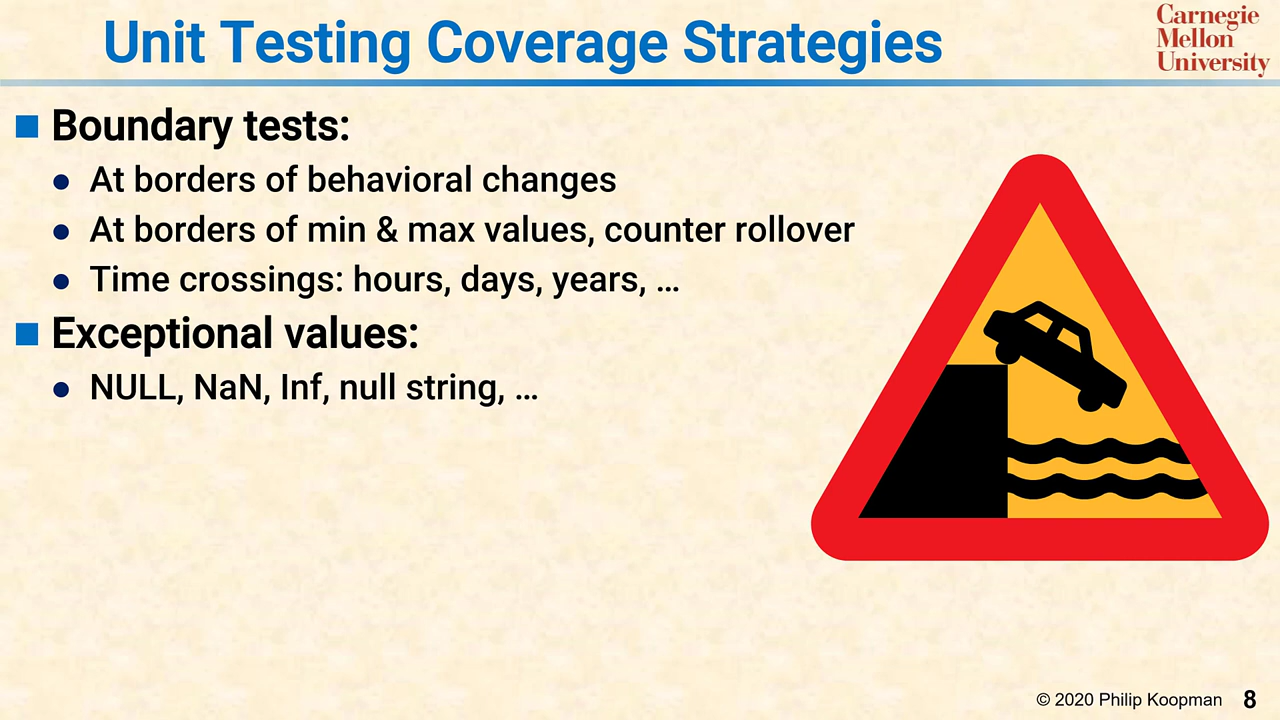 Unit Testing Coverage Strategies
Carnegie
Mellon
University
Boundary tests:
At borders of behavioral changes
At borders of min & max values, counter rollover
Time crossings: hours, days, years, …
Exceptional values:
NULL, NaN, Inf, null string, …
© 2020 Philip Koopman 8